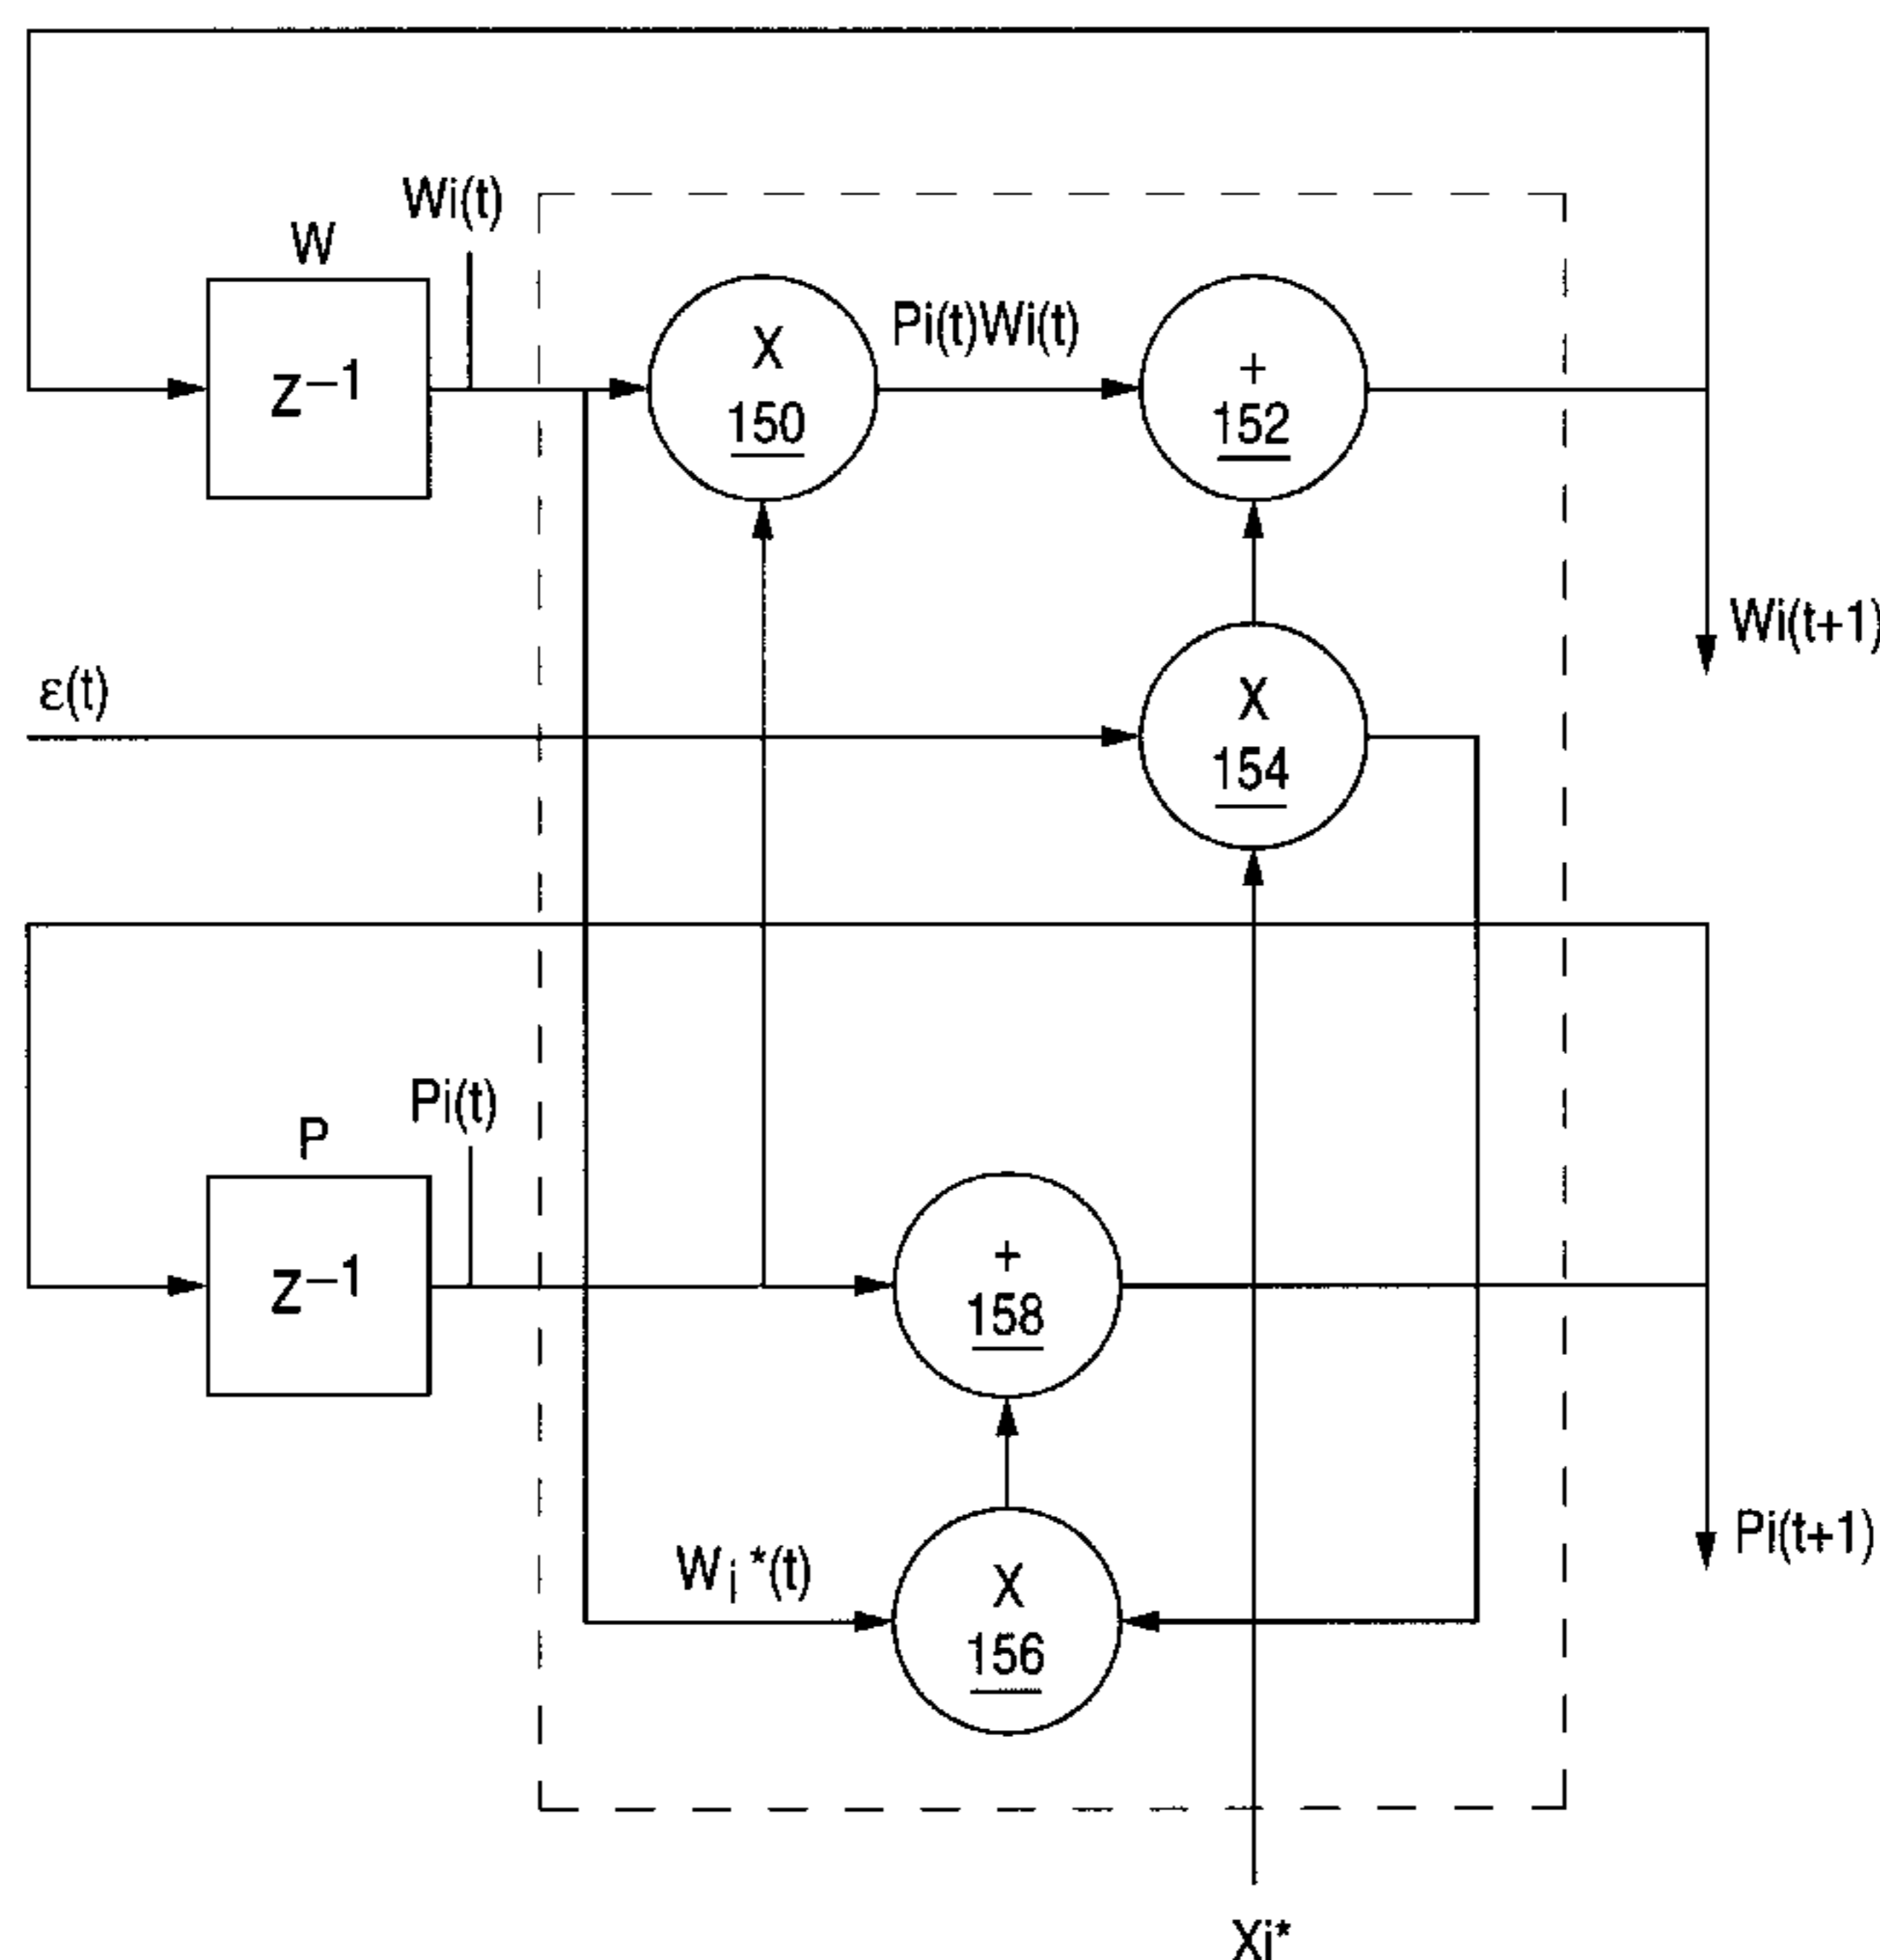 Wi(t)
W
z–1
X
150
Pi(t)Wi(t)
+
152
Wi(t+1)
ε(t)
X
154
Pi(t)
P
z–1
+
158
Pi(t+1)
Wi*(t)
X
156
Xi*